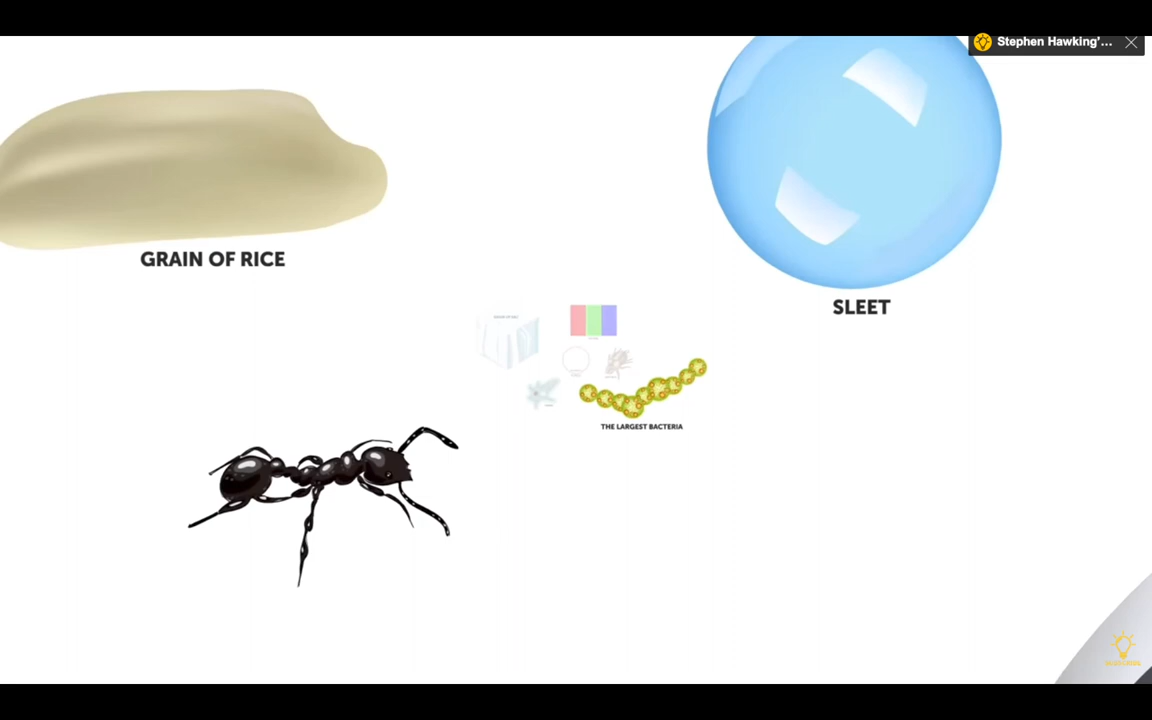 Stephen Hawking'...
GRAIN OF RICE
SLEET
THE LARGEST BACTERIA